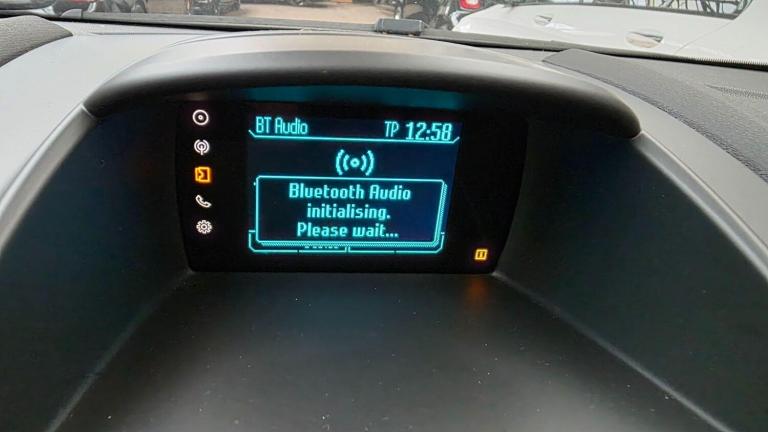 BT Audio TP 12:58
Bluetooth Audio
initialising.
Please wait...